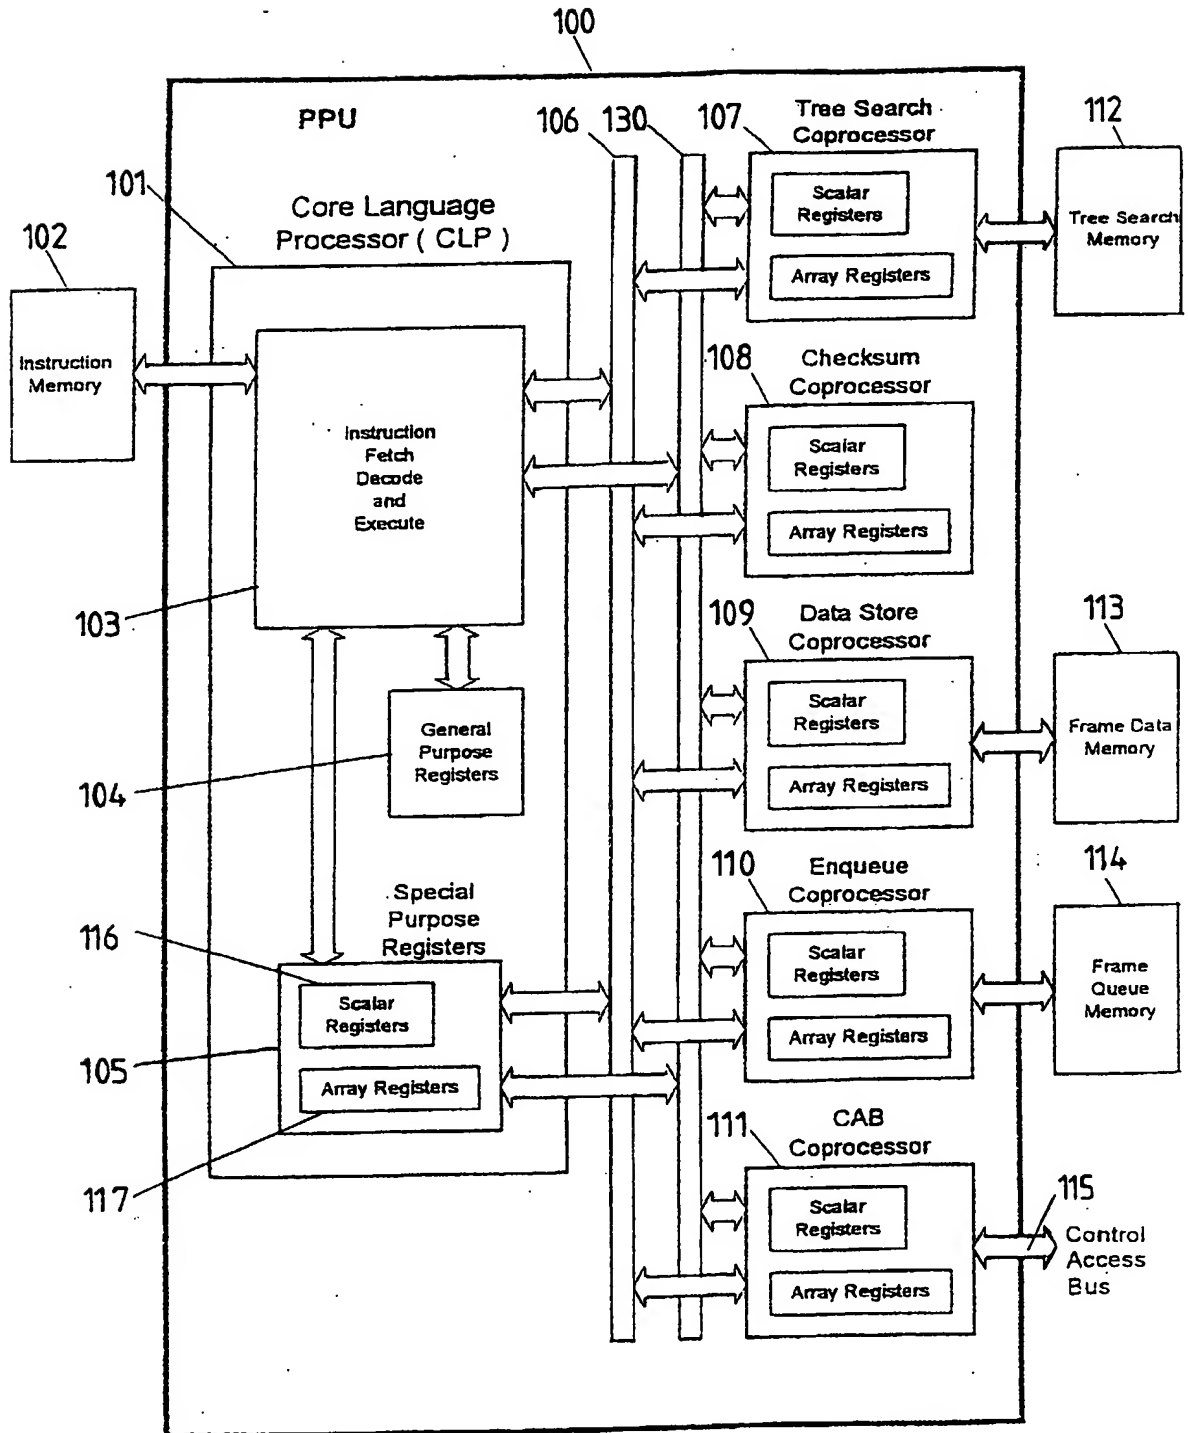 100
PPU
106
130
107
Tree Search
Coprocessor
112
101
Core Language
Processor ( CLP )
102
Scalar
Registers
Array Registers
Tree Search
Memory
Instruction
Memory
Instruction
Fetch
Decode
and
Execute
108
Checksum
Coprocessor
Scalar
Registers
Array Registers
103
109
Data Store
Coprocessor
113
General
Purpose
Registers
104
Scalar
Registers
Array Registers
Frame Data
Memory
110
Enqueue
Coprocessor
114
Special
Purpose
Registers
116
Scalar
Registers
Array Registers
105
Scalar
Registers
Array Registers
Frame
Queue
Memory
117
111
CAB
Coprocessor
Scalar
Registers
Array Registers
115
Control
Access
Bus